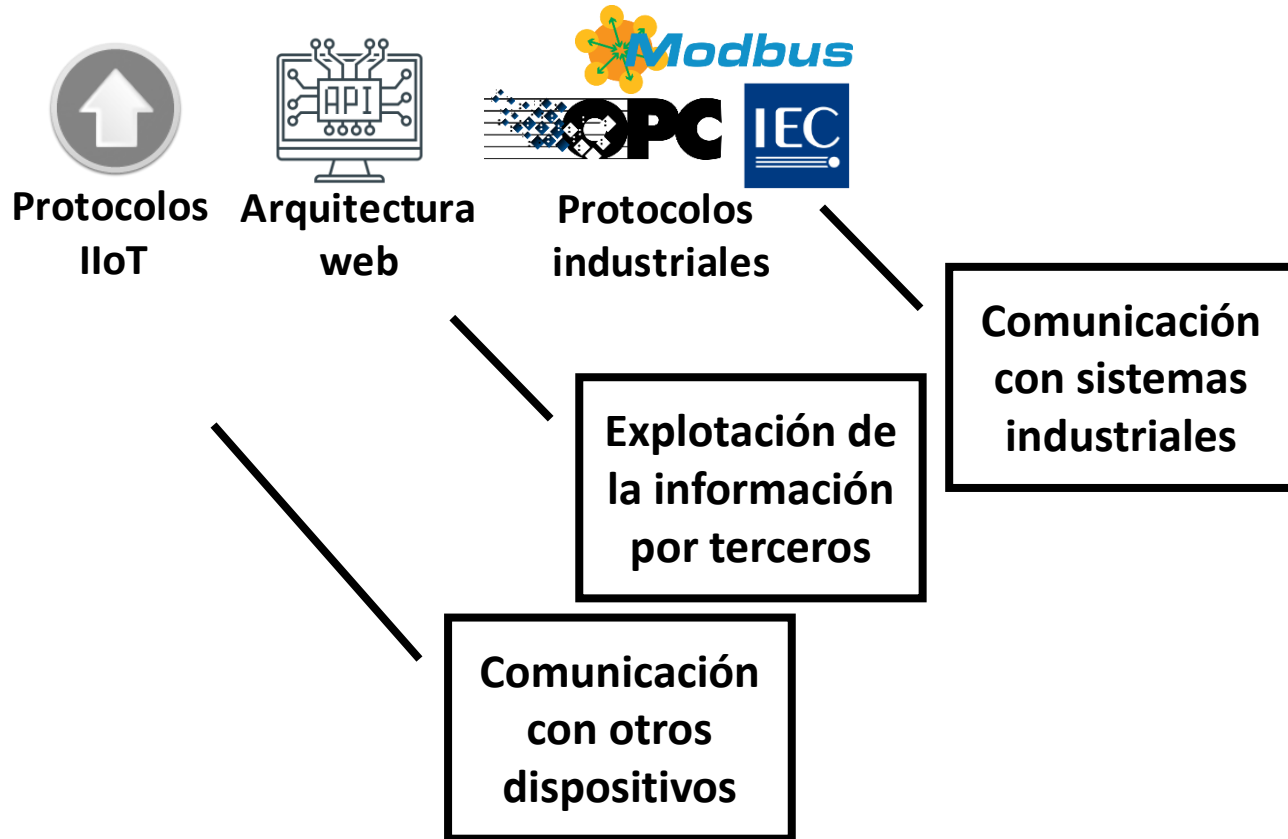 Modbus
API
OPC
IEC
Protocolos
IIoT
Arquitectura
web
Protocolos
industriales
Comunicación
con sistemas
industriales
Explotación de
la información
por terceros
Comunicación
con otros
dispositivos